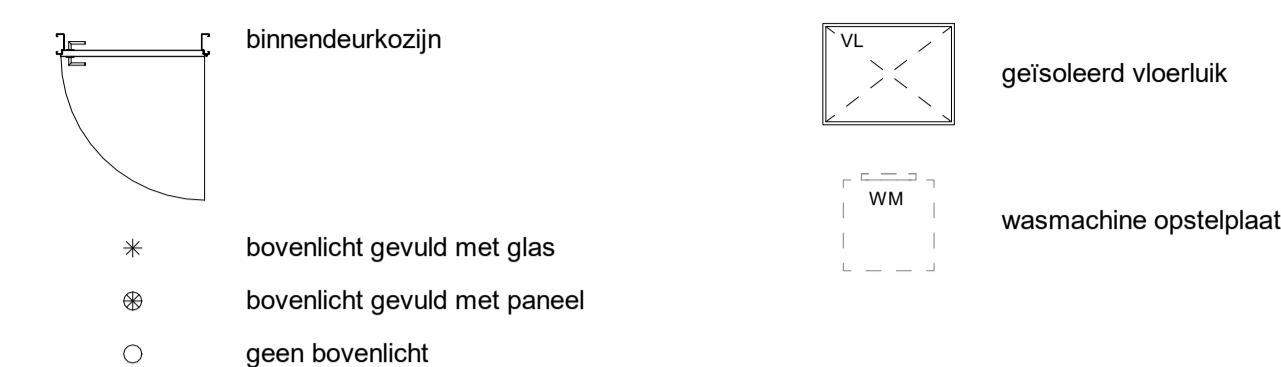 binnendeurkozijn
bovenlicht gevuld met glas
bovenlicht gevuld met paneel
geen bovenlicht
VL
geïsoleerd vloerluik
WM
wasmachine opstelplaat